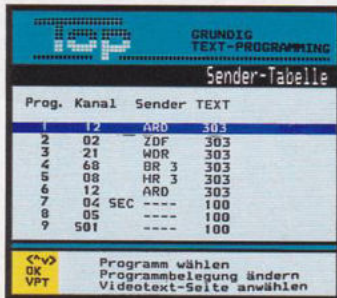 Top
GRUNDIG
TEXT-PROGRAMMING
Sender-Tabelle
Prog. Kanal Sender TEXT
1 12 ARD 303
2 02 ZDF 303
3 21 WDR 303
4 68 BR 3 303
5 08 HR 3 303
6 12 ARD 303
7 04 SEC ---- 100
8 05 ---- 100
9 S01 ---- 100
<^v> Programm wählen
OK Programmbelegung ändern
VPT Videotext-Seite anwählen